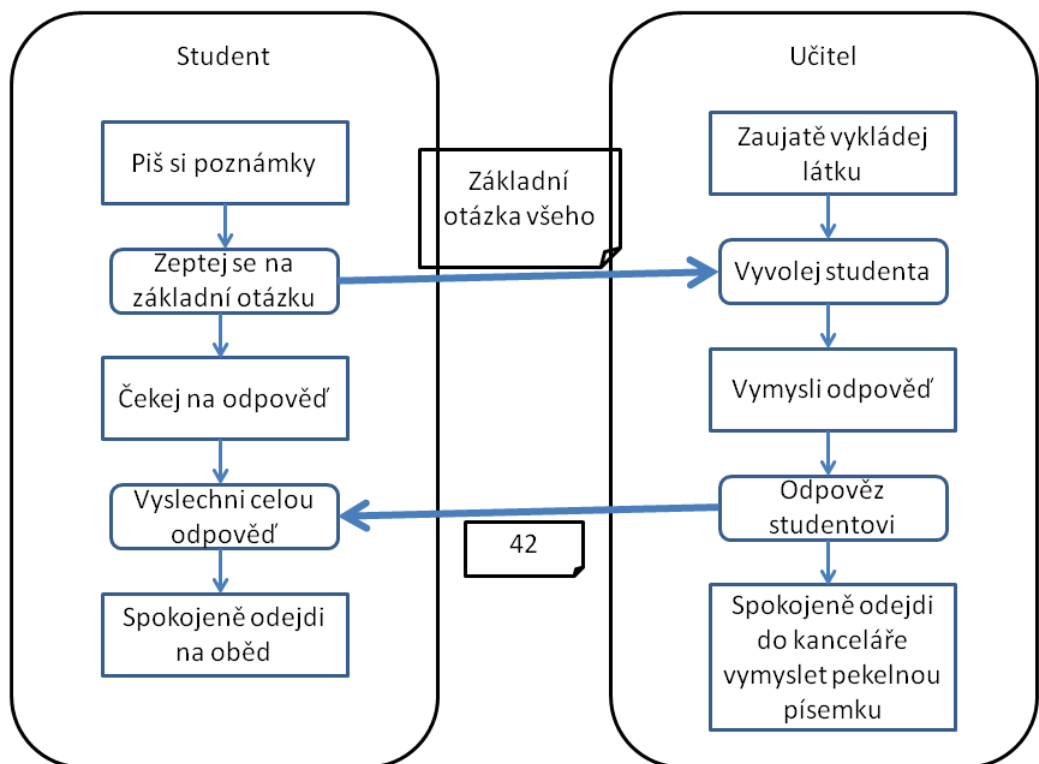 Student
Piš si poznámky
Zeptej se na
základní otázku
Čekej na odpověď
Vyslechni celou
odpověď
Spokojeně odejdi
na oběd
Základní
otázka všeho
42
Učitel
Zaujatě vykládej
látku
Vyvolej studenta
Vymysli odpověď
Odpověz
studentovi
Spokojeně odejdi
do kanceláře
vymyslet pekelnou
písemku